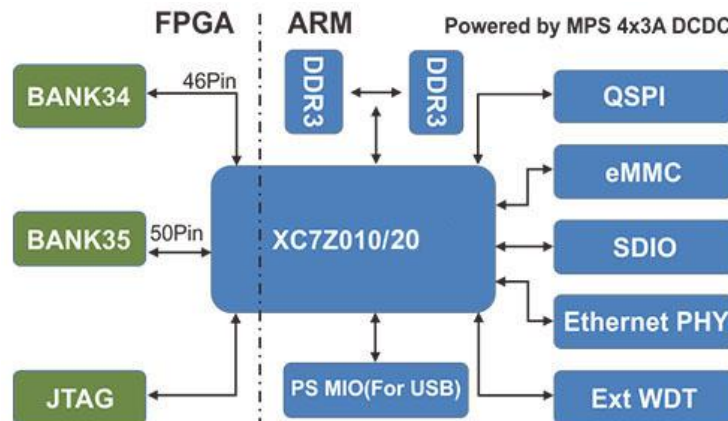 FPGA
ARM
Powered by MPS 4x3A DCDC
BANK34
46Pin
DDR3
DDR3
QSPI
eMMC
BANK35
50Pin
XC7Z010/20
SDIO
Ethernet PHY
JTAG
PS MIO(For USB)
Ext WDT